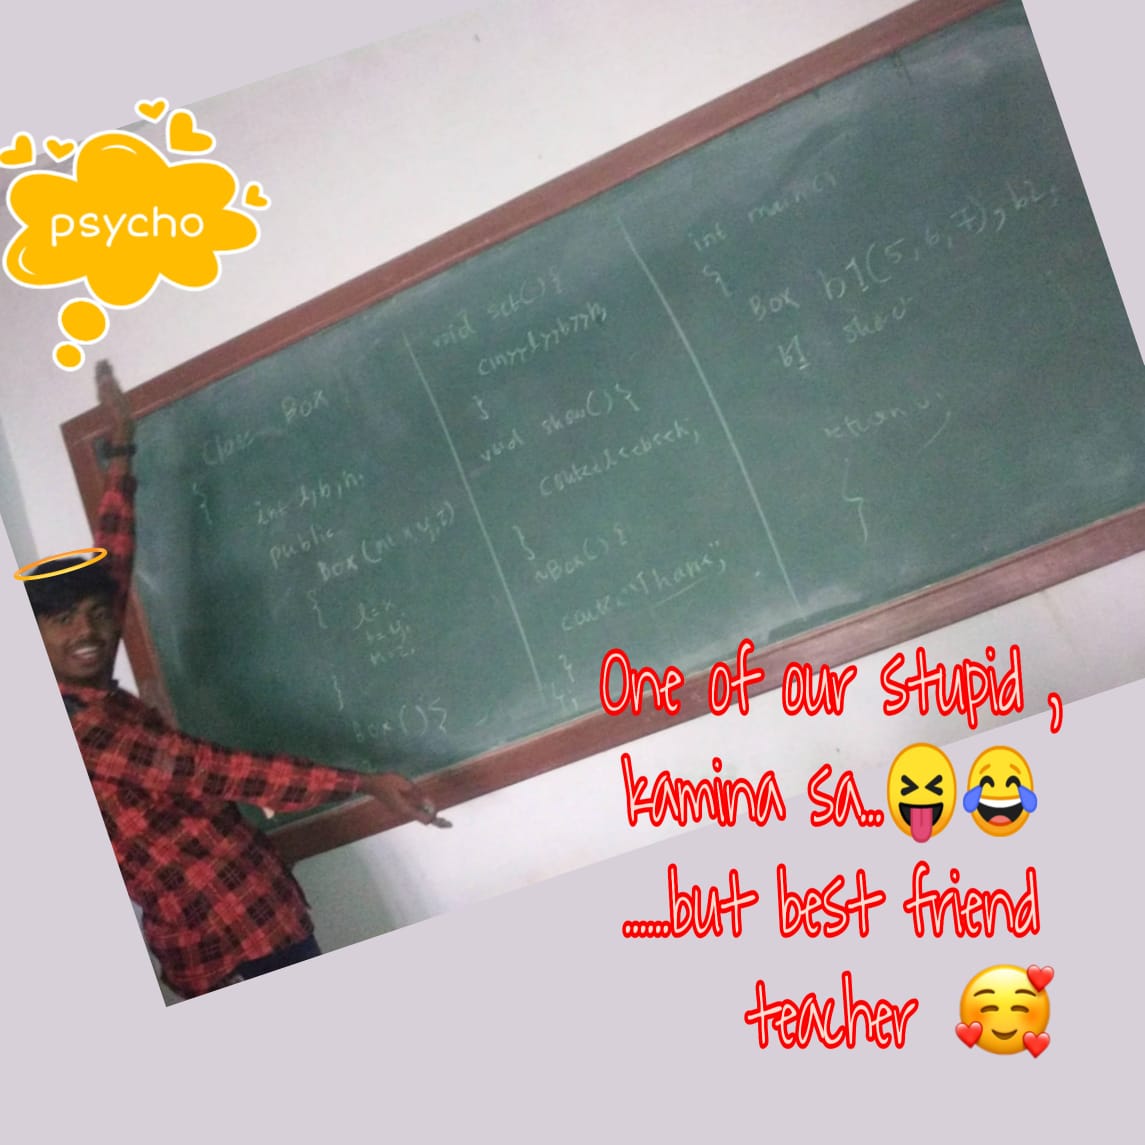 psycho
class Box
{
int l,b,h;
public
Box(int x,y,z)
{
l=x
b=y;
h=z;
}
Box(){
void set(){
cin>>l>>b>>h;
}
void show(){
cout<<l<<b<<h;
}
~Box(){
cout<<"Thanx";
}
};
int main()
{
Box b1(5,6,7),b2;
b1 show
return 0;
}
One of our stupid ,
kamina sa...😝😂
......but best friend
teacher 🥰